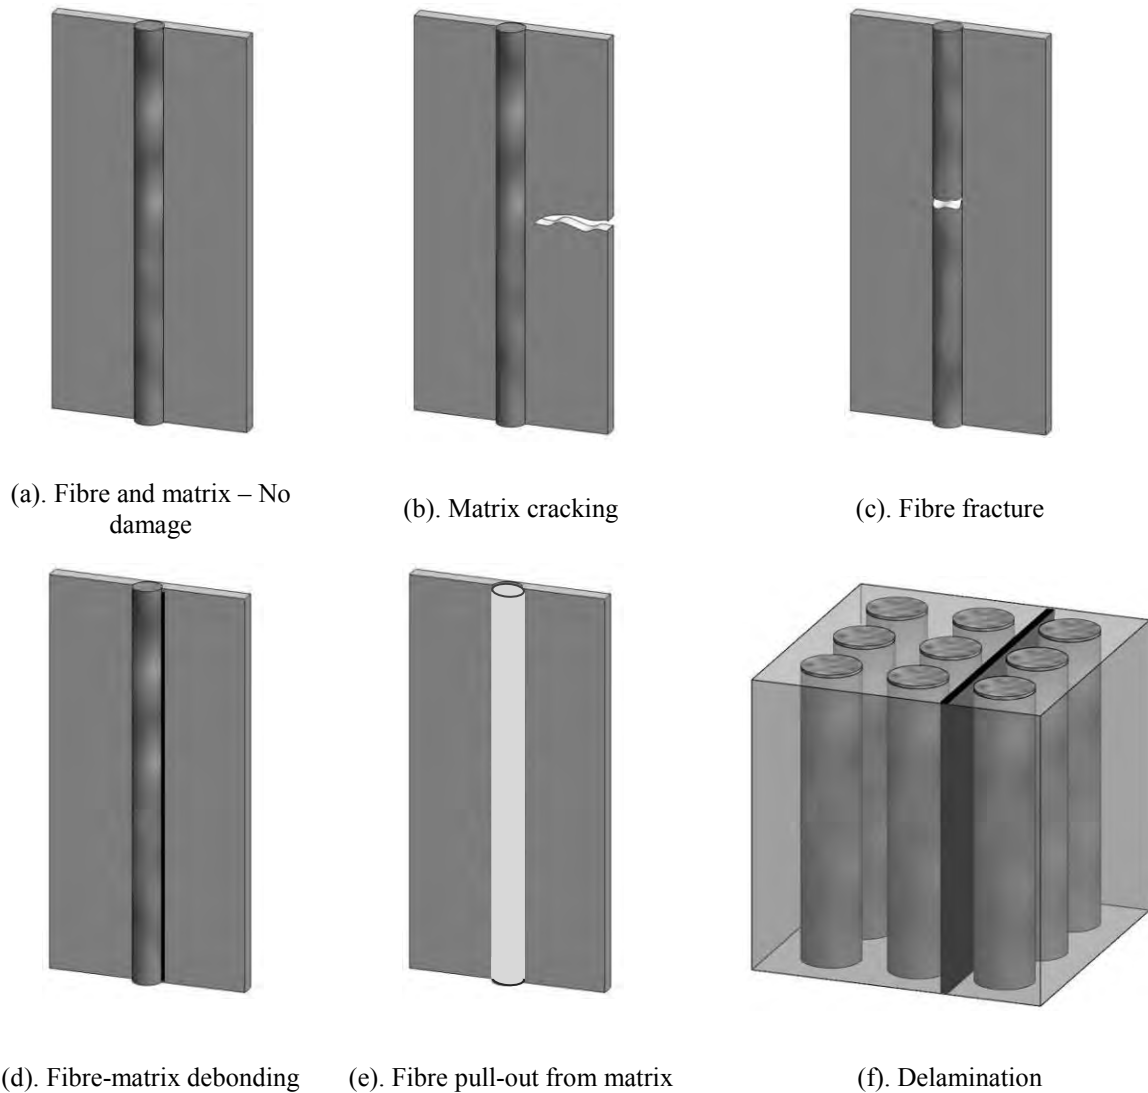 (a). Fibre and matrix – No
damage
(b). Matrix cracking
(c). Fibre fracture
(d). Fibre-matrix debonding
(e). Fibre pull-out from matrix
(f). Delamination